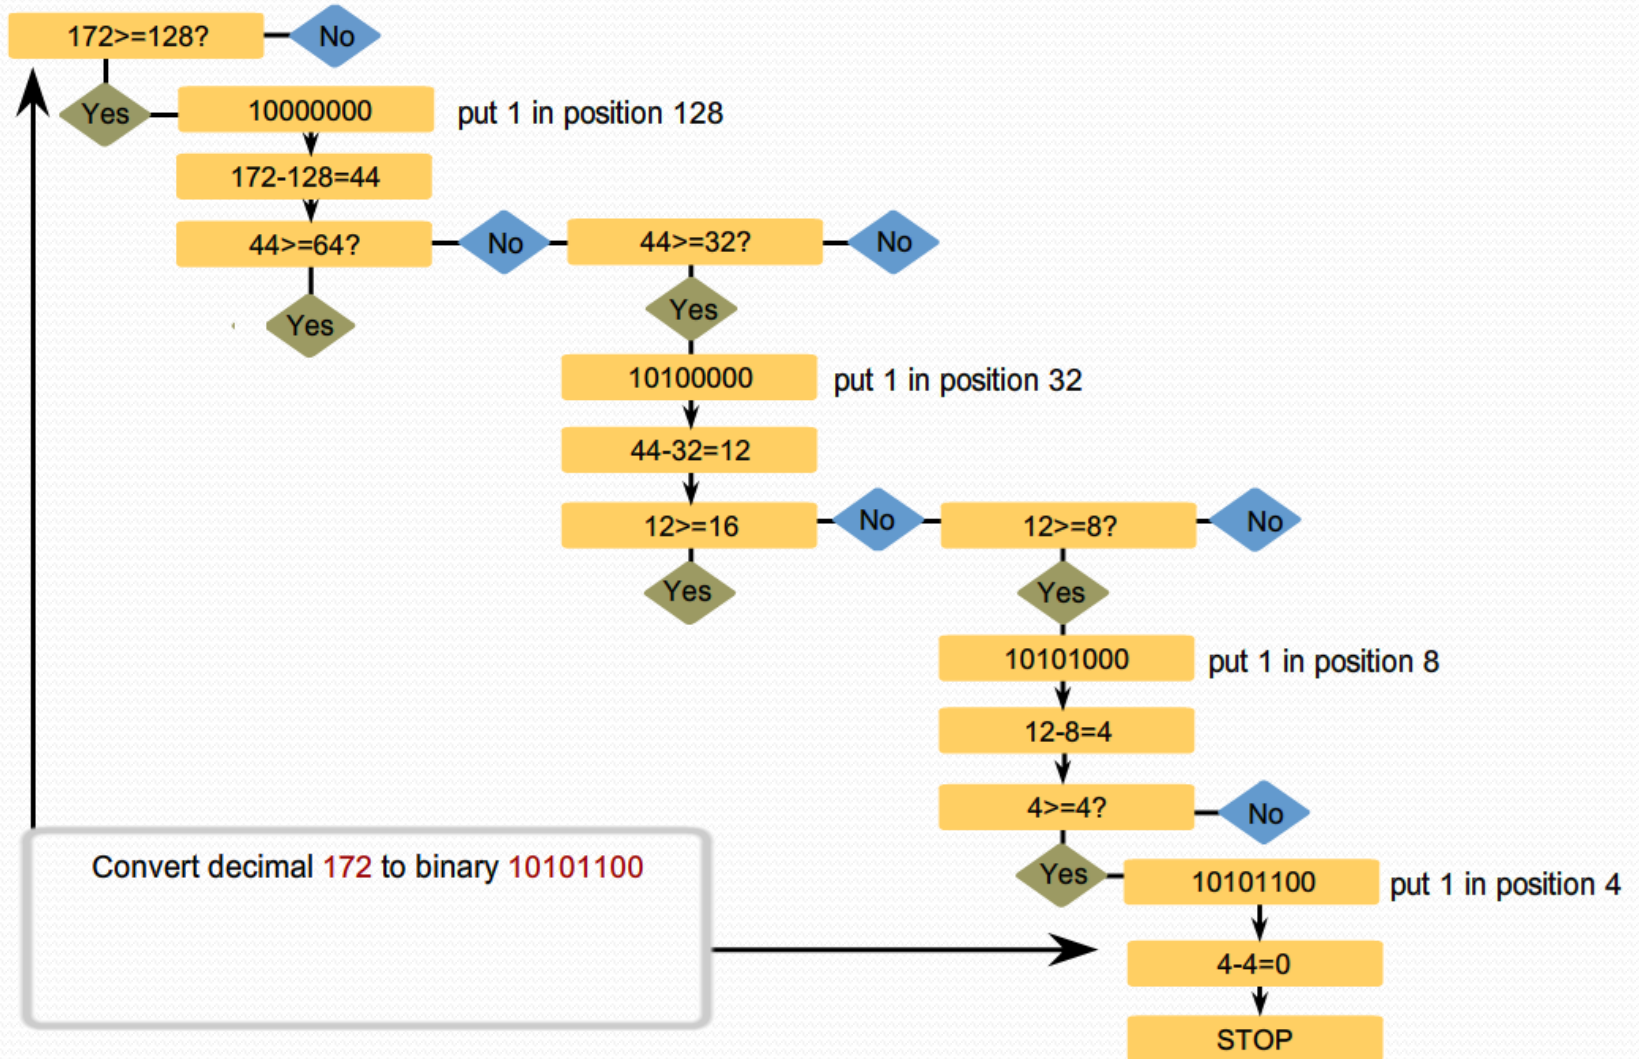 172>=128?
No
Yes
10000000
put 1 in position 128
172-128=44
44>=64?
No
44>=32?
No
Yes
Yes
10100000
put 1 in position 32
44-32=12
12>=16
No
12>=8?
No
Yes
Yes
10101000
put 1 in position 8
12-8=4
4>=4?
No
Convert decimal 172 to binary 10101100
Yes
10101100
put 1 in position 4
4-4=0
STOP